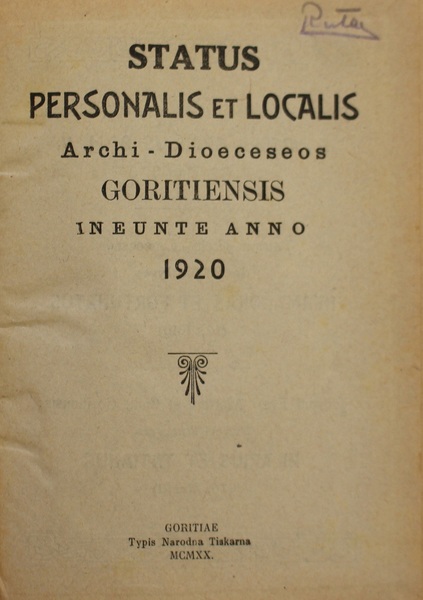 STATUS
PERSONALIS ET LOCALIS
Archi-Dioeceseos
GORITIENSIS
INEUNTE ANNO
1920
GORITIAE
Typis Narodna Tiskarna
MCMXX.